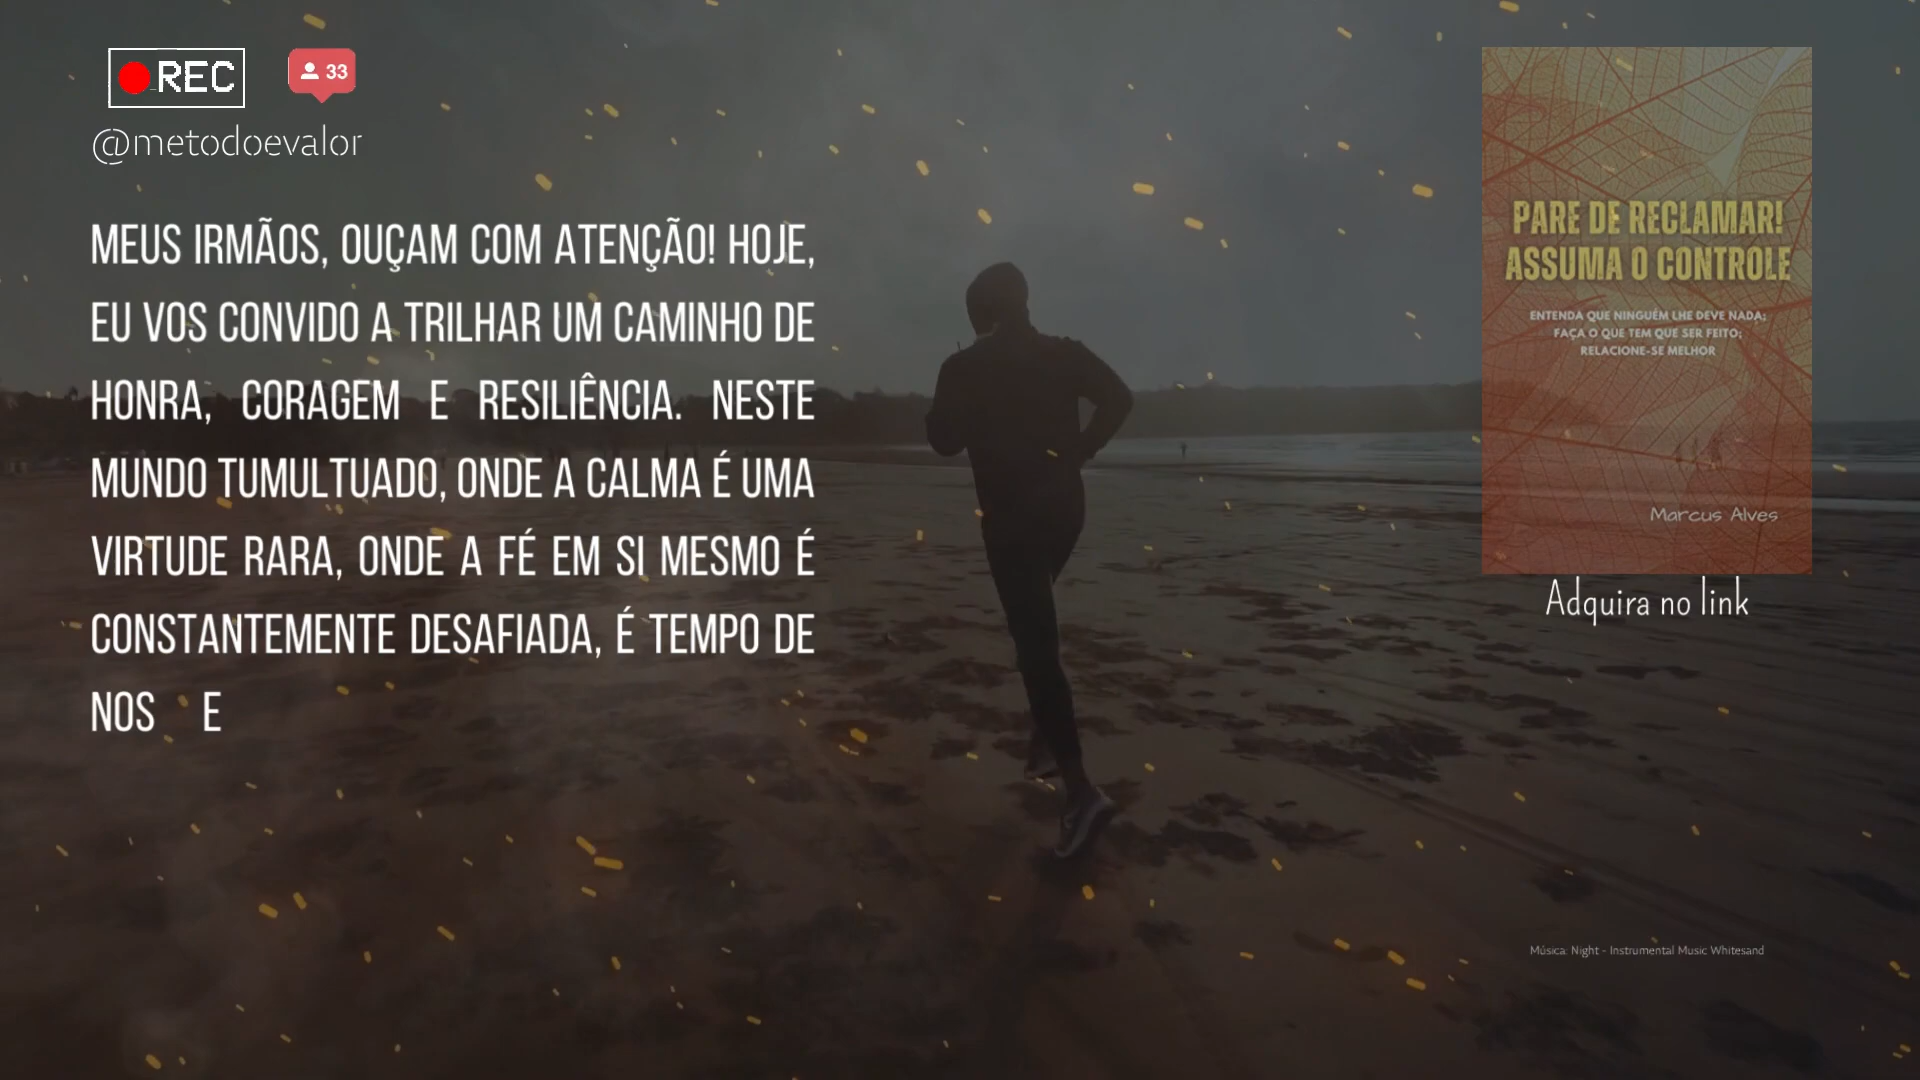 REC
33
@metodoevalor
MEUS IRMÃOS, OUÇAM COM ATENÇÃO! HOJE,
EU VOS CONVIDO A TRILHAR UM CAMINHO DE
HONRA, CORAGEM E RESILIÊNCIA. NESTE
MUNDO TUMULTUADO, ONDE A CALMA É UMA
VIRTUDE RARA, ONDE A FÉ EM SI MESMO É
CONSTANTEMENTE DESAFIADA, É TEMPO DE
NOS E
PARE DE RECLAMAR!
ASSUMA O CONTROLE
ENTENDA QUE NINGUÉM LHE DEVE NADA;
FAÇA O QUE TEM QUE SER FEITO;
RELACIONE-SE MELHOR
Marcus Alves
Adquira no link
Música: Night - Instrumental Music Whitesand